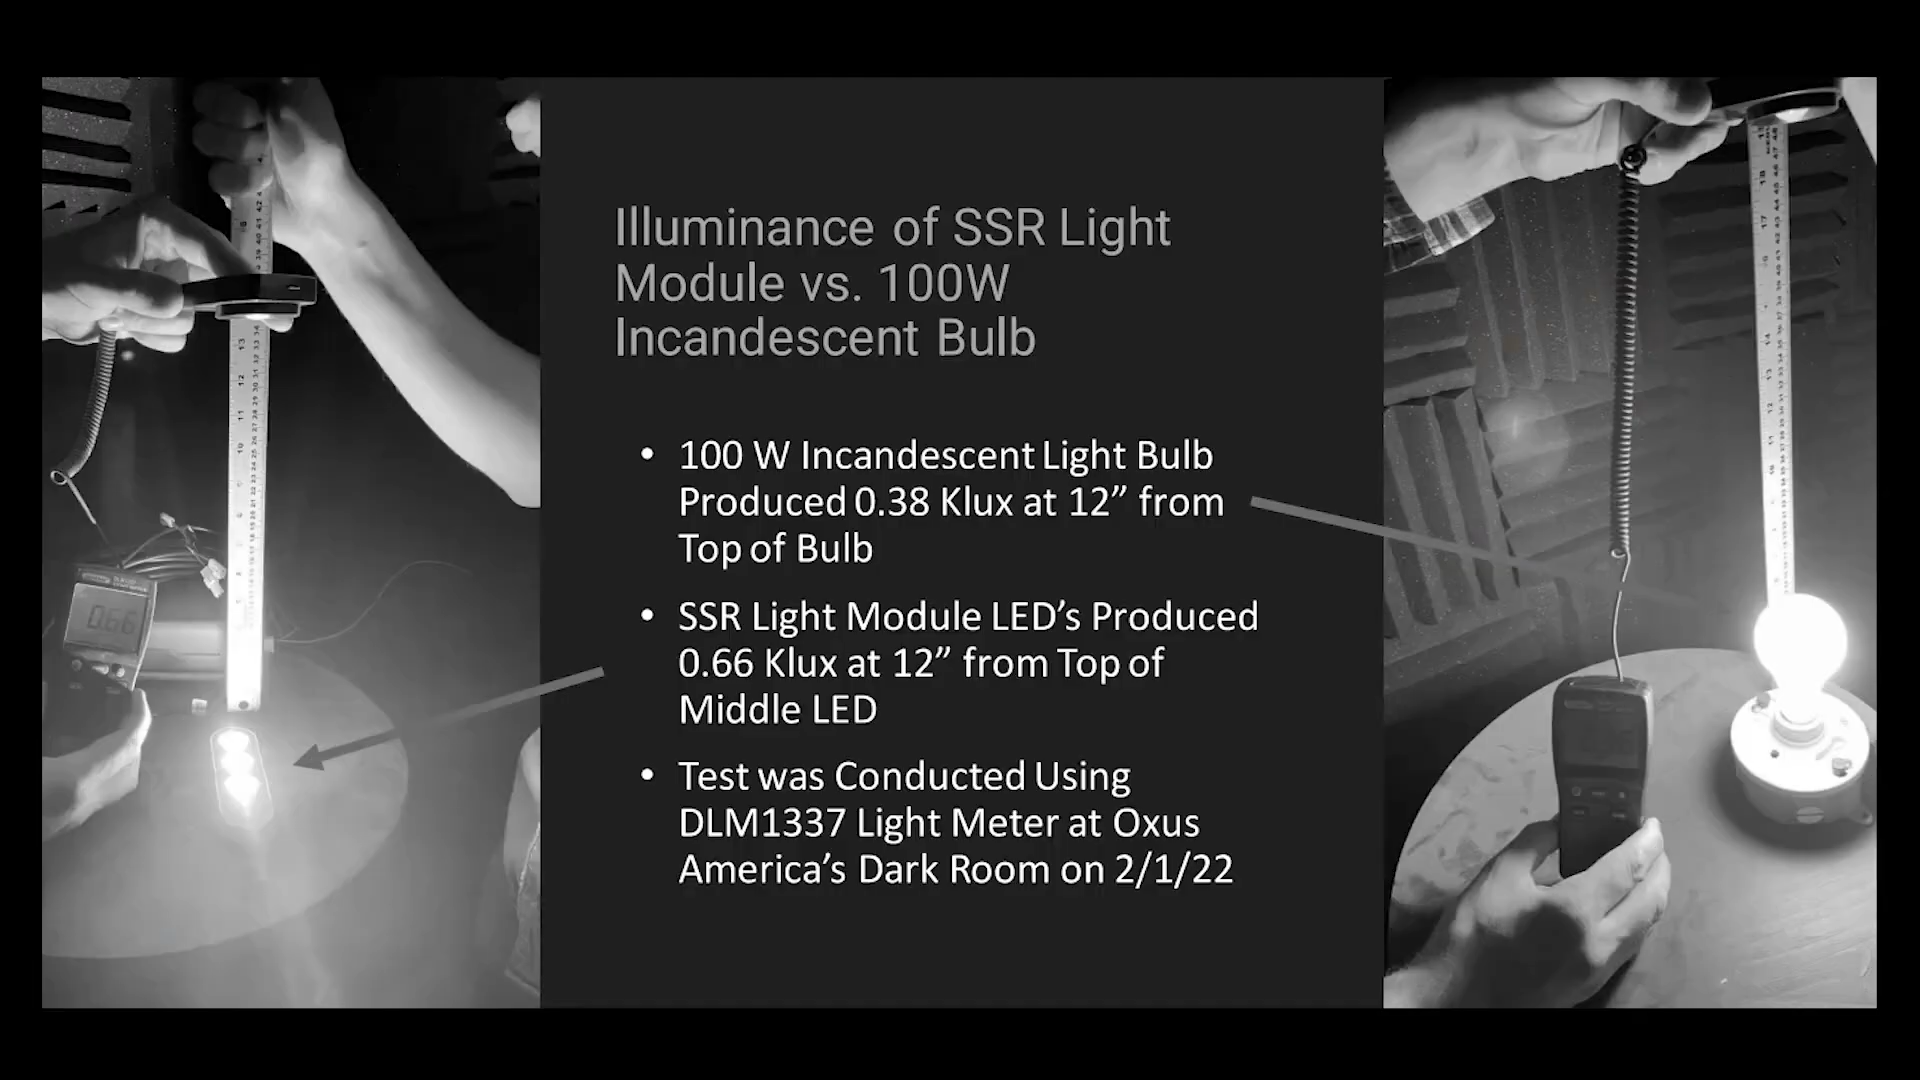 Illuminance of SSR Light
Module vs. 100W
Incandescent Bulb
• 100 W Incandescent Light Bulb
Produced 0.38 Klux at 12” from
Top of Bulb
• SSR Light Module LED’s Produced
0.66 Klux at 12” from Top of
Middle LED
• Test was Conducted Using
DLM1337 Light Meter at Oxus
America’s Dark Room on 2/1/22
0.66